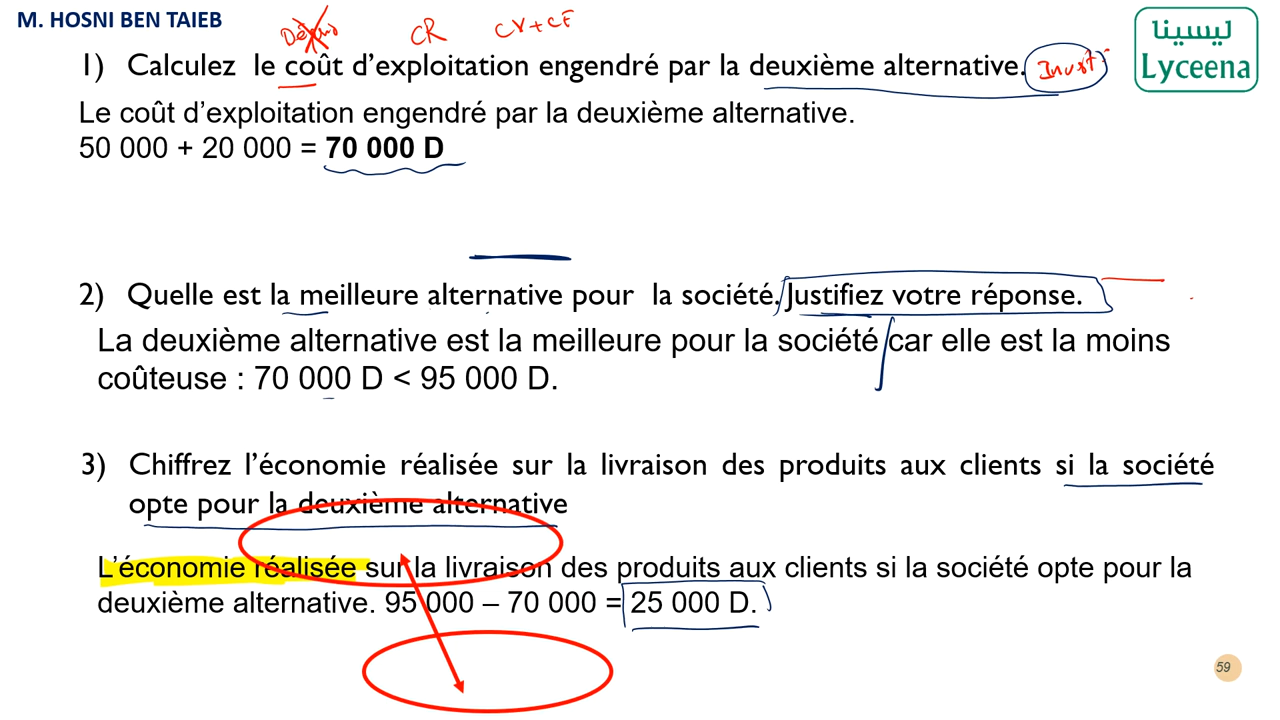 M. HOSNI BEN TAIEB
ليسينا
Lyceena
CR CV + CF
1) Calculez le coût d'exploitation engendré par la deuxième alternative.
Le coût d'exploitation engendré par la deuxième alternative.
50 000 + 20 000 = 70 000 D
2) Quelle est la meilleure alternative pour la société. Justifiez votre réponse.
La deuxième alternative est la meilleure pour la société car elle est la moins
coûteuse : 70 000 D < 95 000 D.
3) Chiffrez l'économie réalisée sur la livraison des produits aux clients si la société
opte pour la deuxième alternative
L'économie réalisée sur la livraison des produits aux clients si la société opte pour la
deuxième alternative. 95 000 – 70 000 = 25 000 D.
59